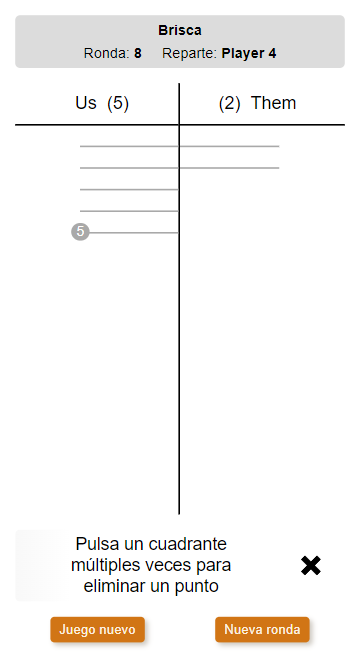 Brisca
Ronda: 8 Reparte: Player 4
Us (5) (2) Them
5
Pulsa un cuadrante
múltiples veces para
eliminar un punto
Juego nuevo Nueva ronda